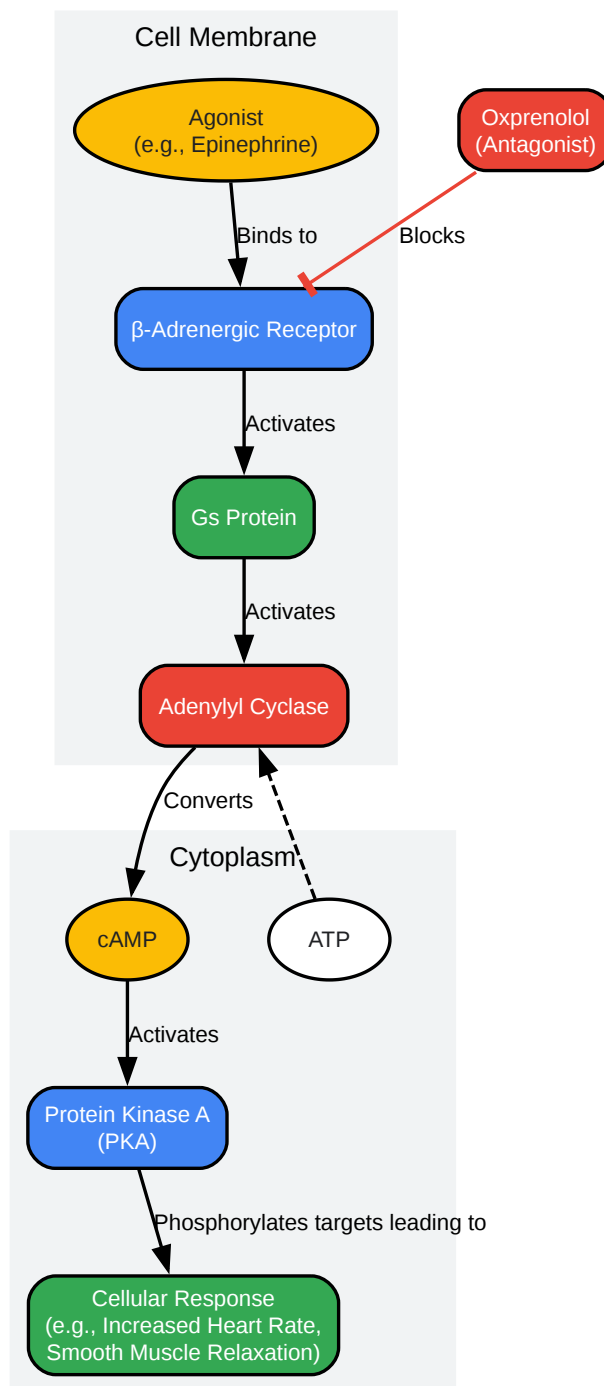 Cell Membrane
Agonist
(e.g., Epinephrine)
Oxprenolol
(Antagonist)
Binds to
Blocks
β-Adrenergic Receptor
Activates
Gs Protein
Activates
Adenylyl Cyclase
Converts
Cytoplasm
cAMP
ATP
Activates
Protein Kinase A
(PKA)
Phosphorylates targets leading to
Cellular Response
(e.g., Increased Heart Rate,
Smooth Muscle Relaxation)